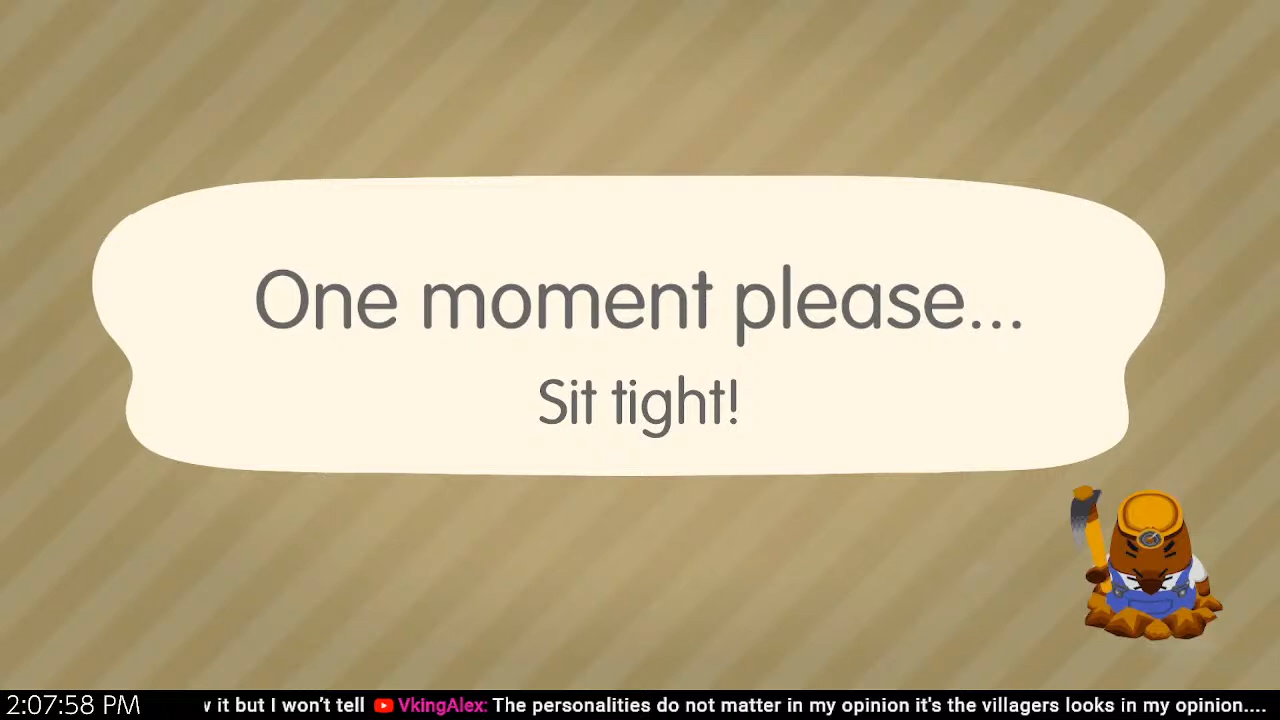 One moment please...
Sit tight!
2:07:58 PM
it but I won't tell VkingAlex: The personalities do not matter in my opinion it's the villagers looks in my opinion....